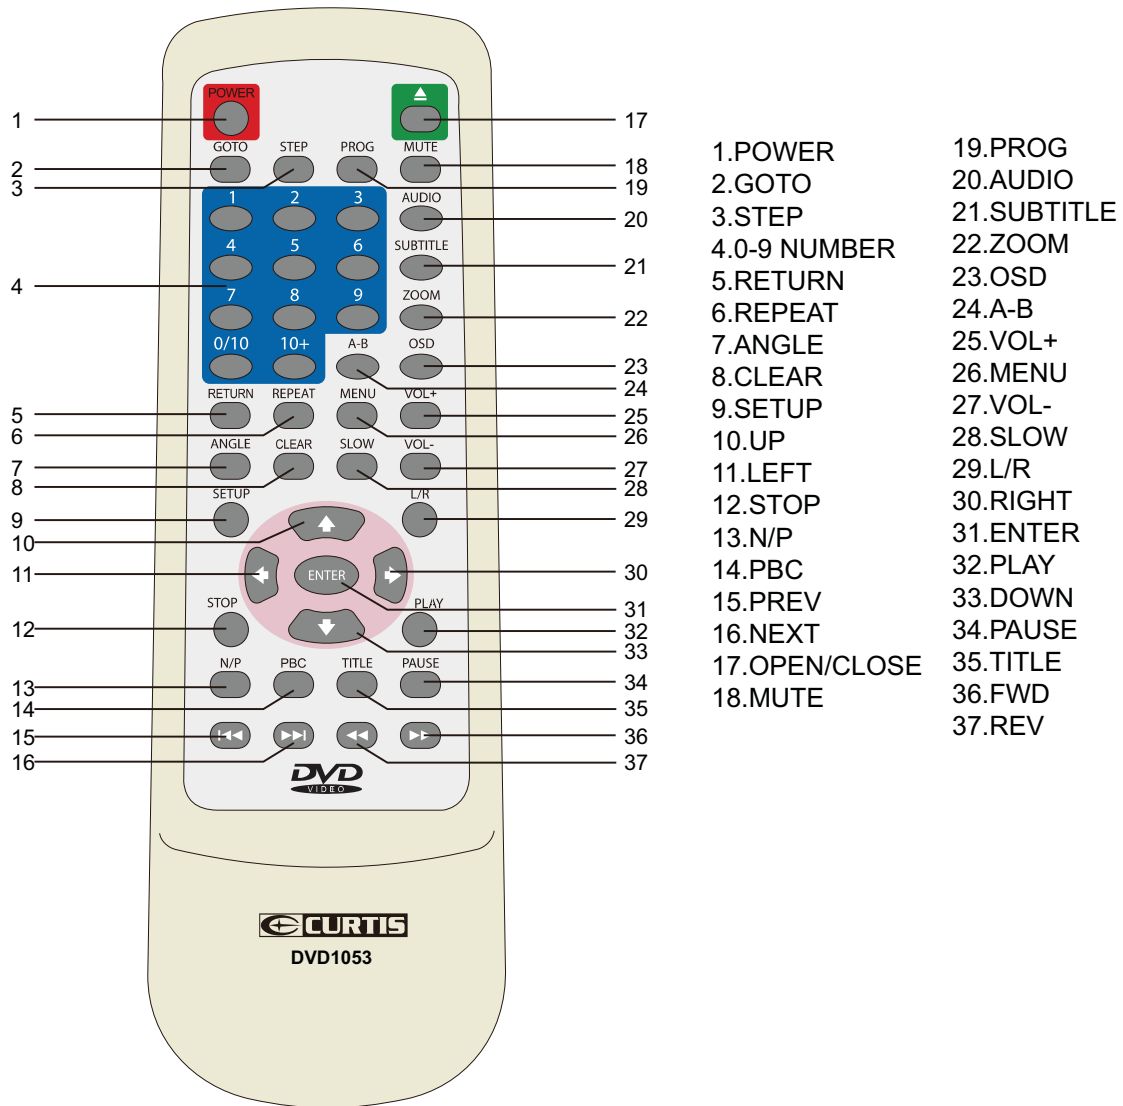 POWER
1
17
GOTO STEP PROG MUTE
2
18
3
19
1 2 3 AUDIO
20
4 5 6 SUBTITLE
21
4
7 8 9 ZOOM
22
0/10 10+ A-B OSD
23
24
RETURN REPEAT MENU VOL+
5
25
6
26
ANGLE CLEAR SLOW VOL-
7
27
8
28
SETUP L/R
9
29
10
11
ENTER
30
STOP PLAY
31
12
32
33
N/P PBC TITLE PAUSE
13
34
14
35
15
36
16
37
DVD
VIDEO
CURTIS
DVD1053
1.POWER
2.GOTO
3.STEP
4.0-9 NUMBER
5.RETURN
6.REPEAT
7.ANGLE
8.CLEAR
9.SETUP
10.UP
11.LEFT
12.STOP
13.N/P
14.PBC
15.PREV
16.NEXT
17.OPEN/CLOSE
18.MUTE
19.PROG
20.AUDIO
21.SUBTITLE
22.ZOOM
23.OSD
24.A-B
25.VOL+
26.MENU
27.VOL-
28.SLOW
29.L/R
30.RIGHT
31.ENTER
32.PLAY
33.DOWN
34.PAUSE
35.TITLE
36.FWD
37.REV